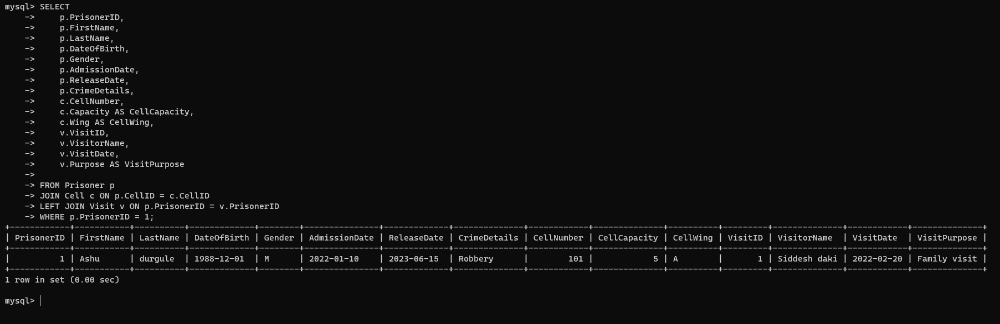 mysql> SELECT
    ->     p.PrisonerID,
    ->     p.FirstName,
    ->     p.LastName,
    ->     p.DateOfBirth,
    ->     p.Gender,
    ->     p.AdmissionDate,
    ->     p.ReleaseDate,
    ->     p.CrimeDetails,
    ->     c.CellNumber,
    ->     c.Capacity AS CellCapacity,
    ->     c.Wing AS CellWing,
    ->     v.VisitID,
    ->     v.VisitorName,
    ->     v.VisitDate,
    ->     v.Purpose AS VisitPurpose
    ->
    -> FROM Prisoner p
    -> JOIN Cell c ON p.CellID = c.CellID
    -> LEFT JOIN Visit v ON p.PrisonerID = v.PrisonerID
    -> WHERE p.PrisonerID = 1;
+------------+-----------+----------+-------------+--------+---------------+-------------+--------------+------------+--------------+----------+---------+--------------+------------+--------------+
| PrisonerID | FirstName | LastName | DateOfBirth | Gender | AdmissionDate | ReleaseDate | CrimeDetails | CellNumber | CellCapacity | CellWing | VisitID | VisitorName  | VisitDate  | VisitPurpose |
+------------+-----------+----------+-------------+--------+---------------+-------------+--------------+------------+--------------+----------+---------+--------------+------------+--------------+
|          1 | Ashu      | durgule  | 1988-12-01  | M      | 2022-01-10    | 2023-06-15  | Robbery      |        101 |            5 | A        |       1 | Siddesh daki | 2022-02-20 | Family visit |
+------------+-----------+----------+-------------+--------+---------------+-------------+--------------+------------+--------------+----------+---------+--------------+------------+--------------+
1 row in set (0.00 sec)
mysql>